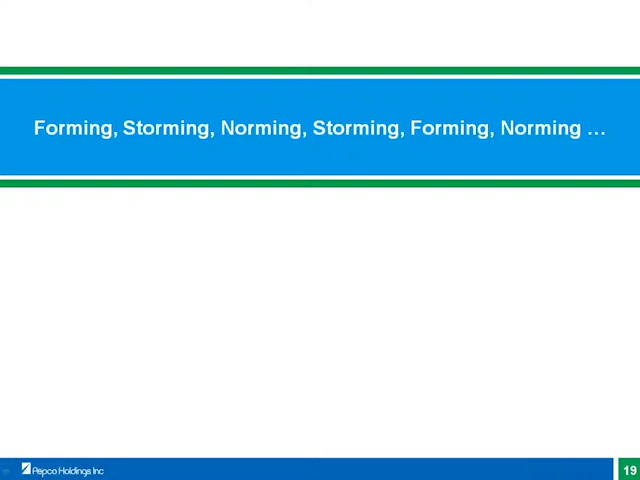 Forming, Storming, Norming, Storming, Forming, Norming …
Pepco Holdings Inc
19